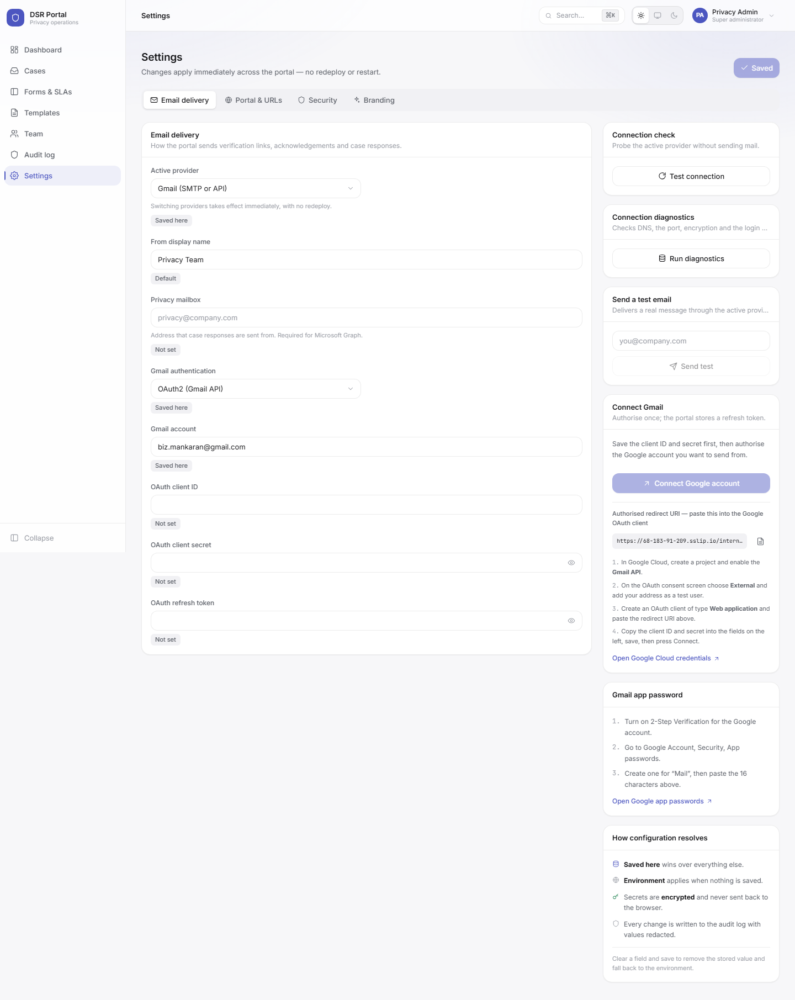 DSR Portal
Privacy operations
Dashboard
Cases
Forms & SLAs
Templates
Team
Audit log
Settings
Collapse
Settings
Search...
⌘K
PA
Privacy Admin
Super administrator
Settings
Changes apply immediately across the portal — no redeploy or restart.
Saved
Email delivery
Portal & URLs
Security
Branding
Email delivery
How the portal sends verification links, acknowledgements and case responses.
Active provider
Gmail (SMTP or API)
Switching providers takes effect immediately, with no redeploy.
Saved here
From display name
Privacy Team
Default
Privacy mailbox
privacy@company.com
Address that case responses are sent from. Required for Microsoft Graph.
Not set
Gmail authentication
OAuth2 (Gmail API)
Saved here
Gmail account
biz.mankaran@gmail.com
Saved here
OAuth client ID
Not set
OAuth client secret
Not set
OAuth refresh token
Not set
Connection check
Probe the active provider without sending mail.
Test connection
Connection diagnostics
Checks DNS, the port, encryption and the login ...
Run diagnostics
Send a test email
Delivers a real message through the active provi...
you@company.com
Send test
Connect Gmail
Authorise once; the portal stores a refresh token.
Save the client ID and secret first, then authorise
the Google account you want to send from.
Connect Google account
Authorised redirect URI — paste this into the Google
OAuth client
https://68-183-91-209.sslip.io/intern…
1. In Google Cloud, create a project and enable the
Gmail API.
2. On the OAuth consent screen choose External and
add your address as a test user.
3. Create an OAuth client of type Web application and
paste the redirect URI above.
4. Copy the client ID and secret into the fields on the
left, save, then press Connect.
Open Google Cloud credentials
Gmail app password
1. Turn on 2-Step Verification for the Google
account.
2. Go to Google Account, Security, App
passwords.
3. Create one for “Mail”, then paste the 16
characters above.
Open Google app passwords
How configuration resolves
Saved here wins over everything else.
Environment applies when nothing is saved.
Secrets are encrypted and never sent back to
the browser.
Every change is written to the audit log with
values redacted.
Clear a field and save to remove the stored value and
fall back to the environment.